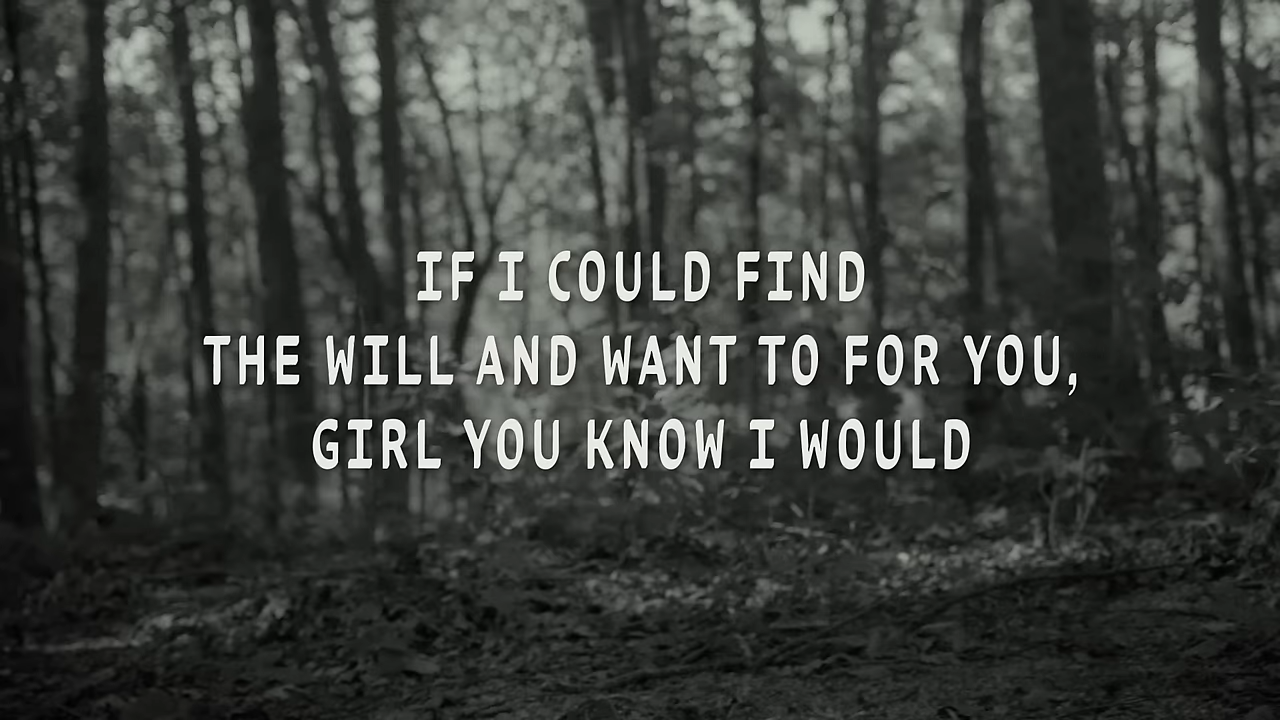 IF I COULD FIND
THE WILL AND WANT TO FOR YOU,
GIRL YOU KNOW I WOULD